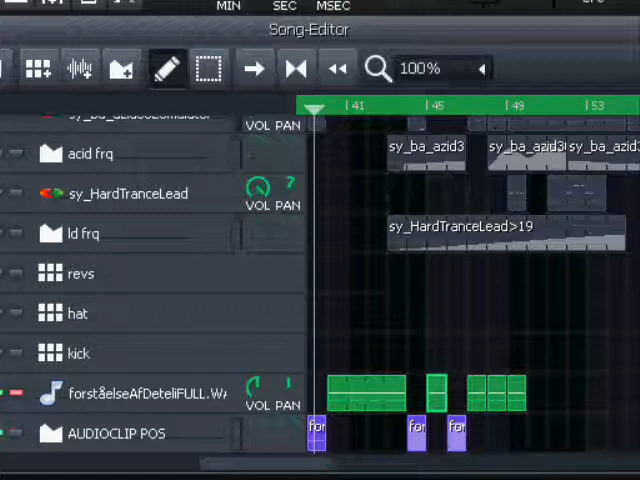 MIN SEC MSEC
Song-Editor
100%
41 45 49 53
VOL PAN
acid frq
sy_ba_azid3 sy_ba_azid3 sy_ba_azid3
sy_HardTranceLead
VOL PAN
ld frq
sy_HardTranceLead>19
revs
hat
kick
forståelseAfDeteliFULL.WA
VOL PAN
AUDIOCLIP POS
for for for